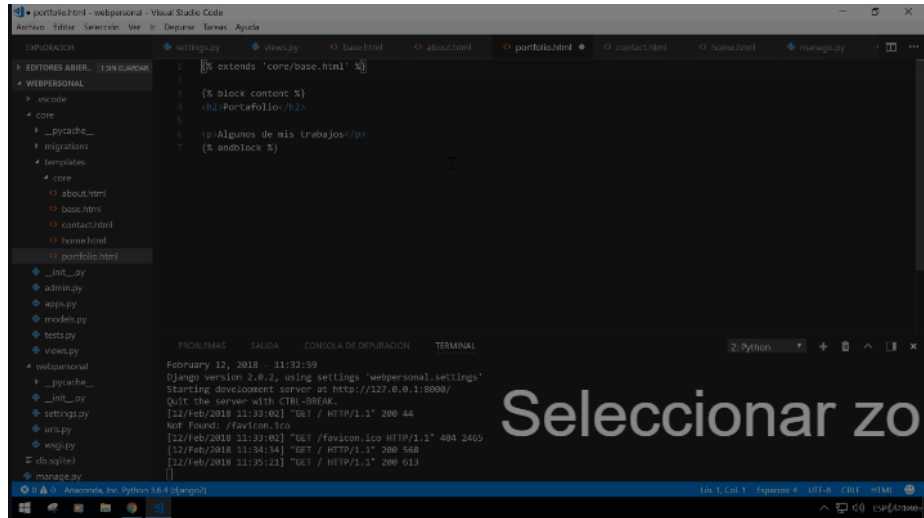 portfolio.html - webpersonal - Visual Studio Code
Archivo Editar Selección Ver Ir Depurar Tareas Ayuda
EXPLORADOR
settings.py views.py base.html about.html portfolio.html contact.html home.html manage.py
EDITORES ABIER... 1 SIN GUARDAR
WEBPERSONAL
.vscode
core
__pycache__
migrations
templates
core
about.html
base.html
contact.html
home.html
portfolio.html
__init__.py
admin.py
apps.py
models.py
tests.py
views.py
webpersonal
__pycache__
__init__.py
settings.py
urls.py
wsgi.py
db.sqlite3
manage.py
1 {% extends 'core/base.html' %}
2
3 {% block content %}
4 <h2>Portafolio</h2>
5
6 <p>Algunos de mis trabajos</p>
7 {% endblock %}
PROBLEMAS SALIDA CONSOLA DE DEPURACIÓN TERMINAL 2: Python
February 12, 2018 - 11:32:59
Django version 2.0.2, using settings 'webpersonal.settings'
Starting development server at http://127.0.0.1:8000/
Quit the server with CTRL-BREAK.
[12/Feb/2018 11:33:02] "GET / HTTP/1.1" 200 44
Not Found: /favicon.ico
[12/Feb/2018 11:33:02] "GET /favicon.ico HTTP/1.1" 404 2465
[12/Feb/2018 11:34:34] "GET / HTTP/1.1" 200 568
[12/Feb/2018 11:35:21] "GET / HTTP/1.1" 200 613
Seleccionar zo
0 0 Anaconda, Inc. Python 3.6.4 (django2) Lín. 1, Col. 1 Espacios: 4 UTF-8 CRLF HTML
ESP